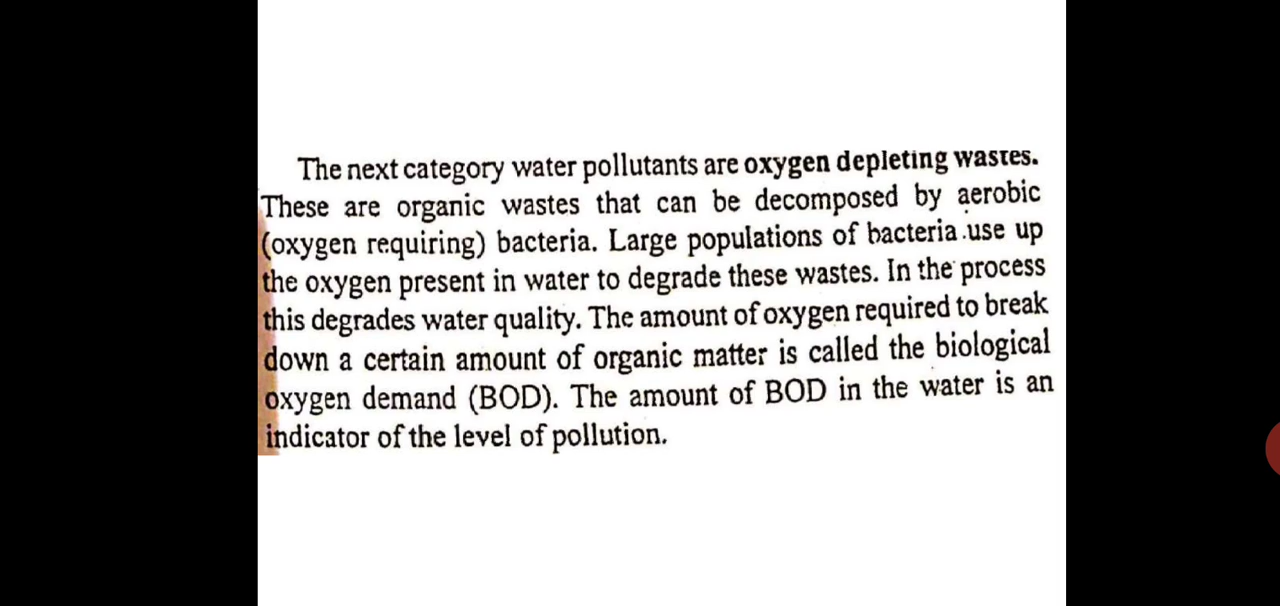 The next category water pollutants are oxygen depleting wastes.
These are organic wastes that can be decomposed by aerobic
(oxygen requiring) bacteria. Large populations of bacteria use up
the oxygen present in water to degrade these wastes. In the process
this degrades water quality. The amount of oxygen required to break
down a certain amount of organic matter is called the biological
oxygen demand (BOD). The amount of BOD in the water is an
indicator of the level of pollution.